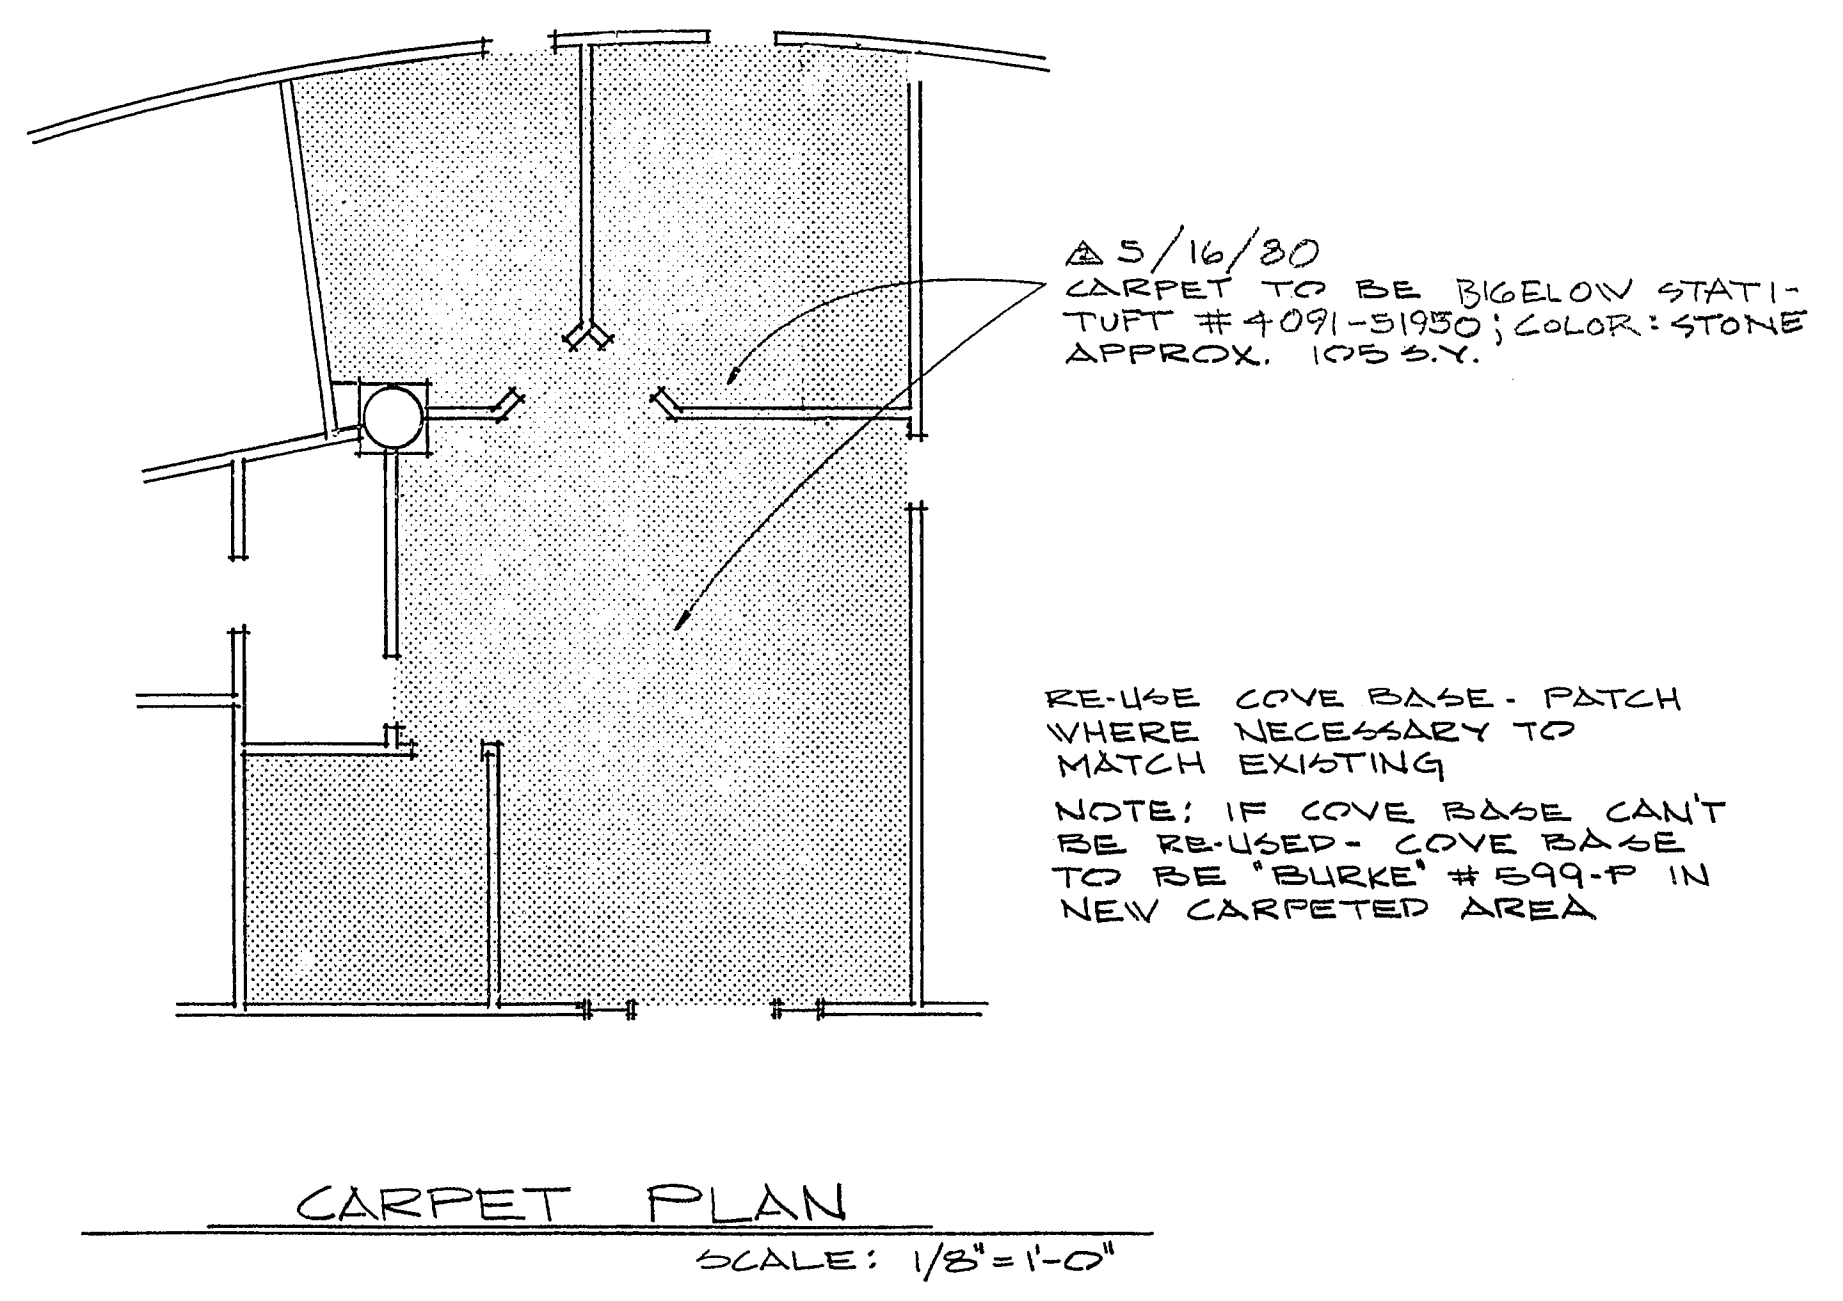 5/16/80
CARPET TO BE BIGELOW STATI-
TUFT # 4091-51950; COLOR: STONE
APPROX. 105 S.Y.
RE-USE COVE BASE - PATCH
WHERE NECESSARY TO
MATCH EXISTING
NOTE: IF COVE BASE CAN'T
BE RE-USED - COVE BASE
TO BE "BURKE" # 599-P IN
NEW CARPETED AREA
CARPET PLAN
SCALE: 1/8" = 1'-0"